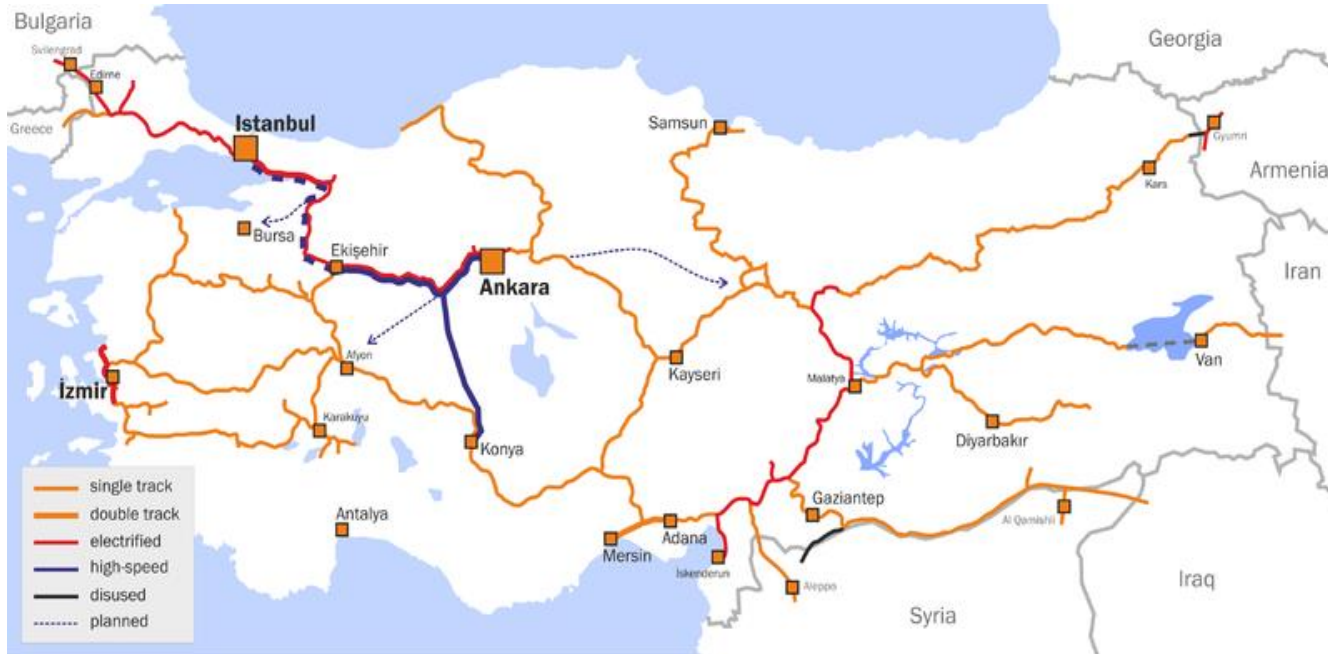 Bulgaria
Georgia
Svilengrad
Edirne
Greece
Istanbul
Samsun
Gyumri
Armenia
Kars
Bursa
Ekişehir
Ankara
Iran
Afyon
Kayseri
Malatya
Van
İzmir
Karakuyu
Konya
Diyarbakır
single track
double track
electrified
high-speed
disused
planned
Antalya
Mersin
Adana
Gaziantep
Al Qamishli
İskenderun
Aleppo
Syria
Iraq